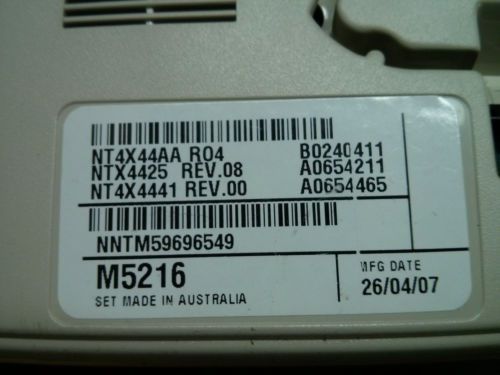 NT4X44AA R04 B0240411
NTX4425 REV.08 A0654211
NT4X4441 REV.00 A0654465
NNTM59696549
M5216
SET MADE IN AUSTRALIA
MFG DATE
26/04/07